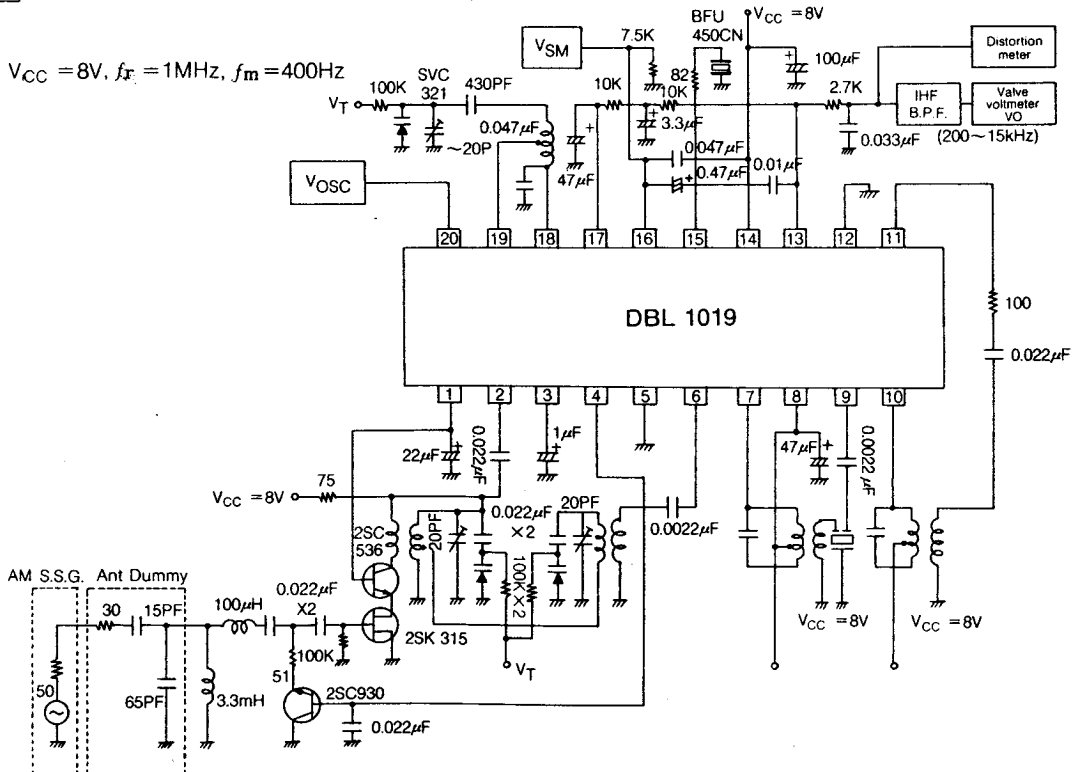 V_CC = 8V, f_r = 1MHz, f_m = 400Hz
V_SM
7.5K
BFU
450CN
V_CC = 8V
100μF
Distortion
meter
IHF
B.P.F.
Valve
voltmeter
VO
(200～15kHz)
2.7K
0.033μF
V_T
100K
SVC
321
430PF
～20P
0.047μF
10K
82
10K
3.3μF
47μF
0.047μF
0.47μF
0.01μF
V_OSC
20
19
18
17
16
15
14
13
12
11
DBL 1019
100
0.022μF
1
2
3
4
5
6
7
8
9
10
22μF
0.022μF
1μF
47μF
0.0022μF
V_CC = 8V
75
2SC
536
20PF
0.022μF
×2
20PF
0.0022μF
100K×2
V_T
V_CC = 8V
V_CC = 8V
AM S.S.G.
Ant Dummy
30
15PF
100μH
0.022μF
X2
2SK 315
100K
50
65PF
3.3mH
51
2SC930
0.022μF